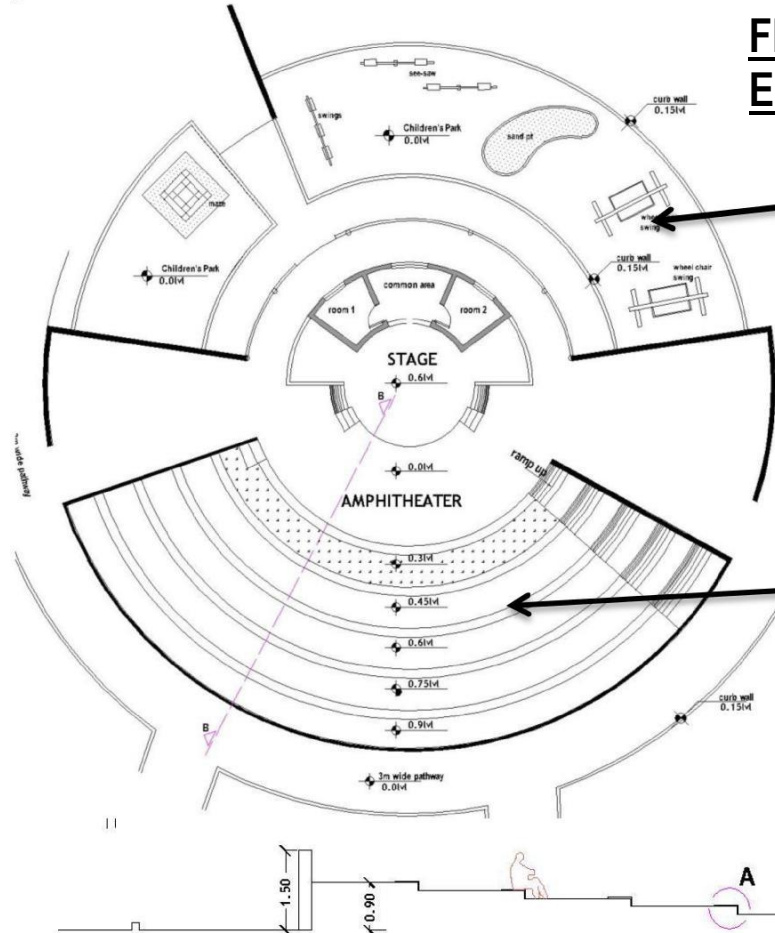 see-saw
swings
Children's Park
0.0lvl
sand pt
curb wall
0.15lvl
maze
Children's Park
0.0lvl
swing
curb wall
0.15lvl
wheel chair
swing
common area
room 1
room 2
STAGE
0.6lvl
B
0.0lvl
AMPHITHEATER
ramp up
wide pathway
0.3lvl
0.45lvl
0.6lvl
0.75lvl
0.9lvl
B
curb wall
0.15lvl
3m wide pathway
0.0lvl
1.50
0.90
A